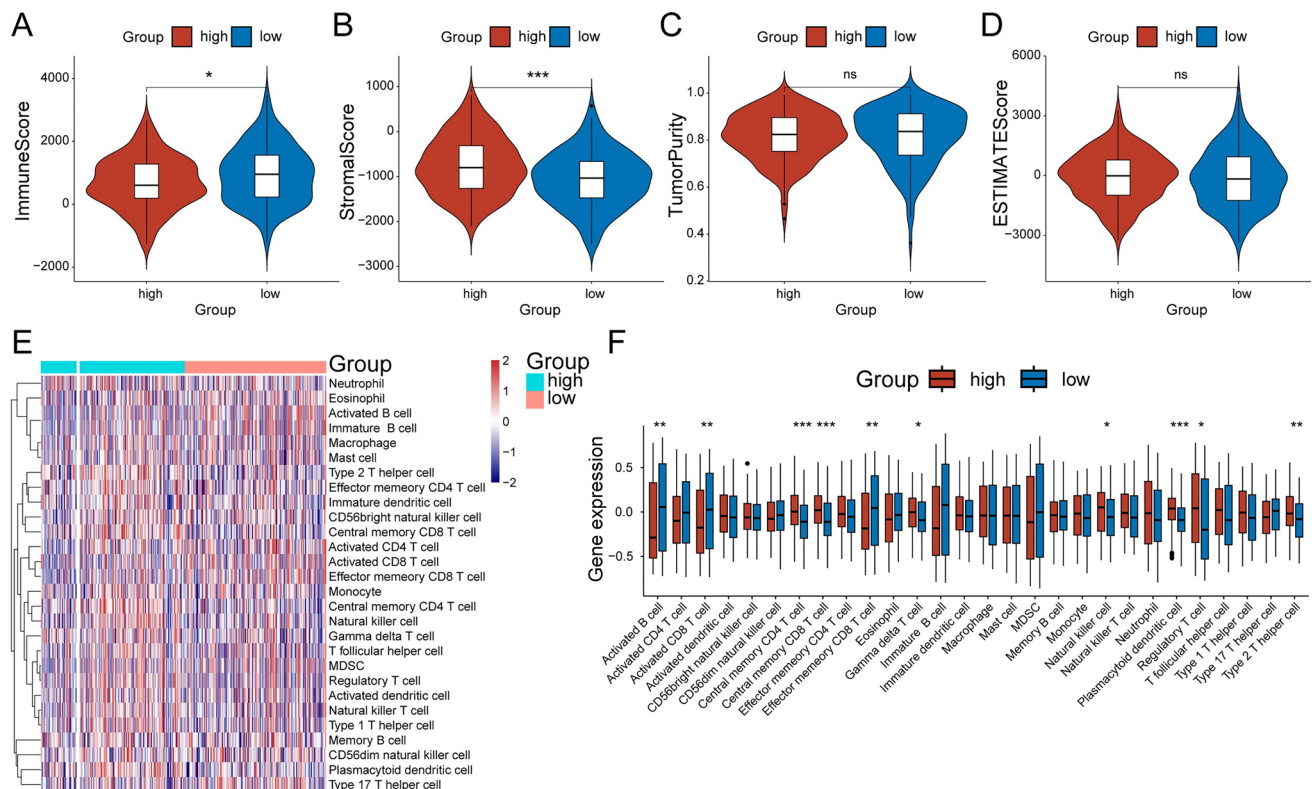 A
Group high low
*
ImmuneScore
4000
2000
0
−2000
high low
Group
B
Group high low
***
StromalScore
1000
0
−1000
−2000
−3000
high low
Group
C
Group high low
ns
TumorPurity
1.0
0.8
0.6
0.4
0.2
high low
Group
D
Group high low
ns
ESTIMATEScore
6000
3000
0
−3000
high low
Group
E
Group
Neutrophil
Eosinophil
Activated B cell
Immature B cell
Macrophage
Mast cell
Type 2 T helper cell
Effector memeory CD4 T cell
Immature dendritic cell
CD56bright natural killer cell
Central memory CD8 T cell
Activated CD4 T cell
Activated CD8 T cell
Effector memeory CD8 T cell
Monocyte
Central memory CD4 T cell
Natural killer cell
Gamma delta T cell
T follicular helper cell
MDSC
Regulatory T cell
Activated dendritic cell
Natural killer T cell
Type 1 T helper cell
Memory B cell
CD56dim natural killer cell
Plasmacytoid dendritic cell
Type 17 T helper cell
2
1
0
−1
−2
Group
high
low
F
Group high low
** ** *** *** ** * * *** * **
Gene expression
0.5
0.0
−0.5
Activated B cell
Activated CD4 T cell
Activated CD8 T cell
Activated dendritic cell
CD56bright natural killer cell
CD56dim natural killer cell
Central memory CD4 T cell
Central memory CD8 T cell
Effector memeory CD4 T cell
Effector memeory CD8 T cell
Eosinophil
Gamma delta T cell
Immature B cell
Immature dendritic cell
Macrophage
Mast cell
MDSC
Memory B cell
Monocyte
Natural killer cell
Natural killer T cell
Neutrophil
Plasmacytoid dendritic cell
Regulatory T cell
T follicular helper cell
Type 1 T helper cell
Type 17 T helper cell
Type 2 T helper cell